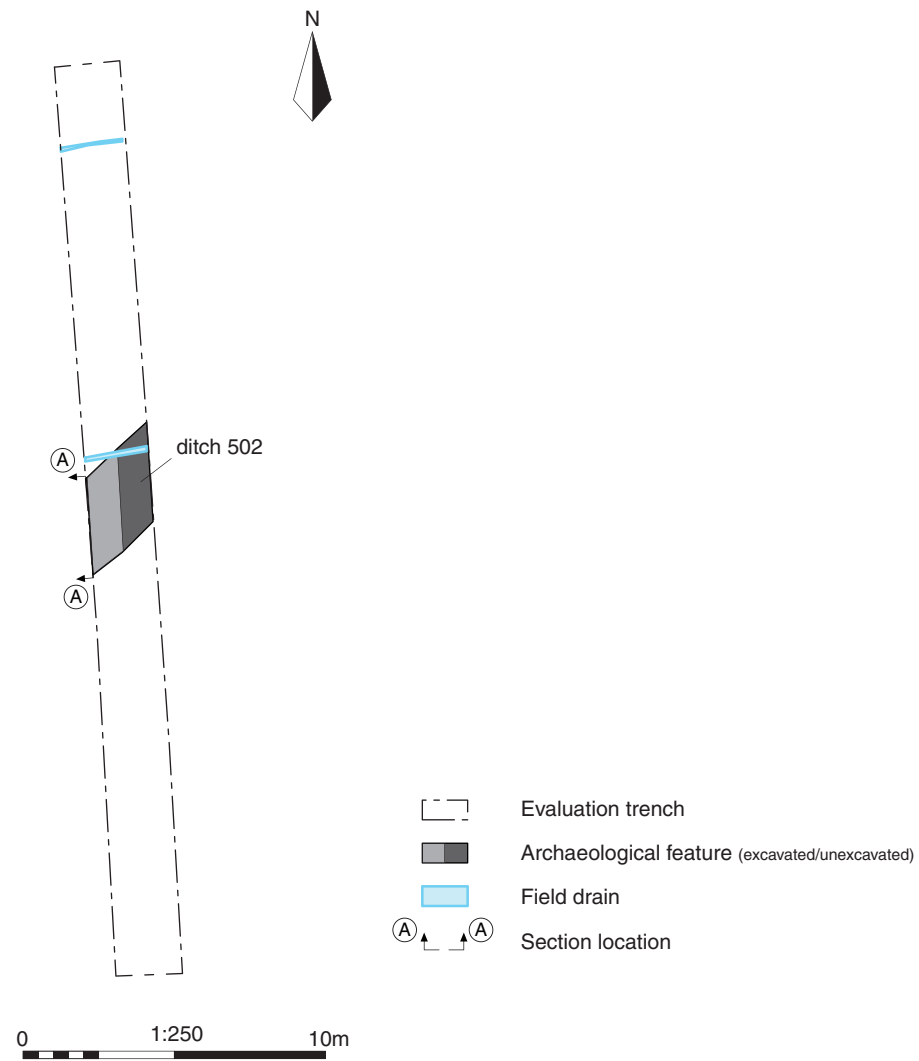 N
A
ditch 502
A
Evaluation trench
Archaeological feature (excavated/unexcavated)
Field drain
A A
Section location
0 1:250 10m